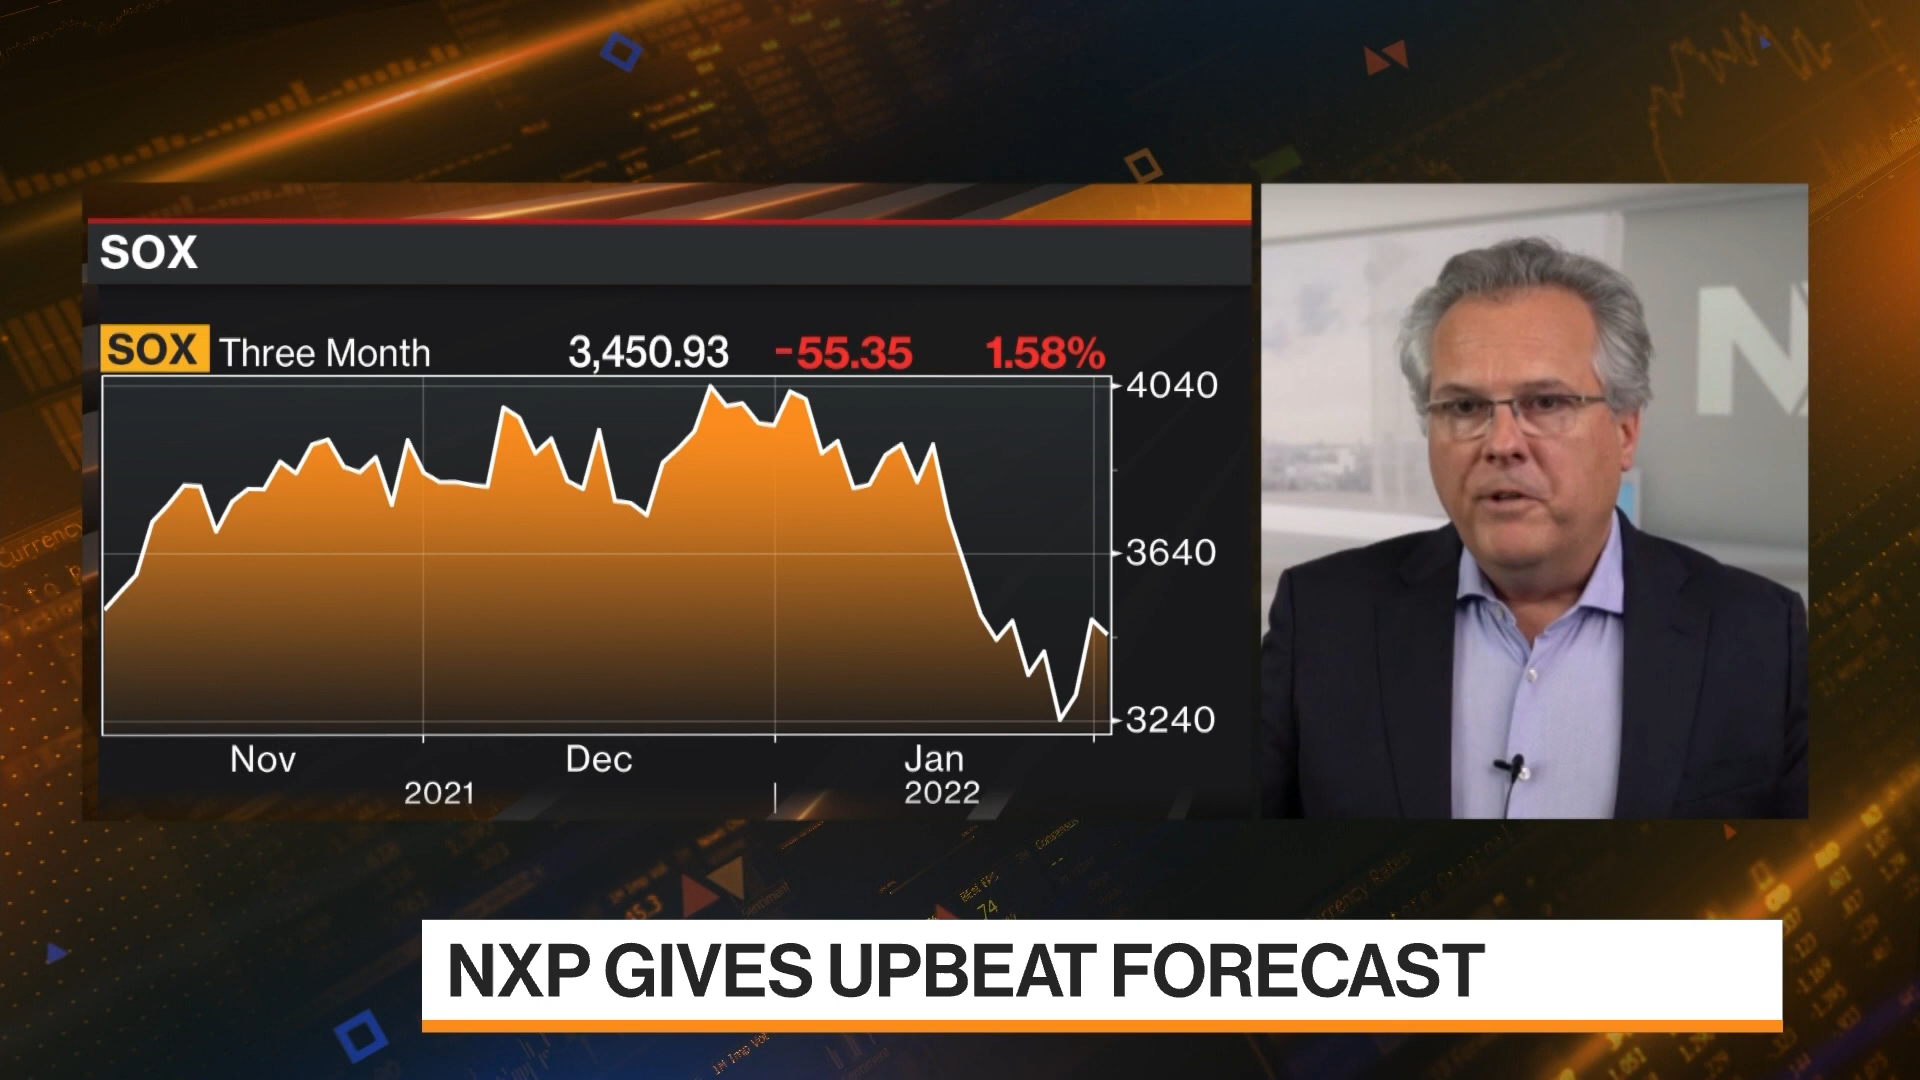 SOX
SOX Three Month 3,450.93 -55.35 1.58%
4040
3640
3240
Nov Dec Jan
2021 2022
NXP GIVES UPBEAT FORECAST